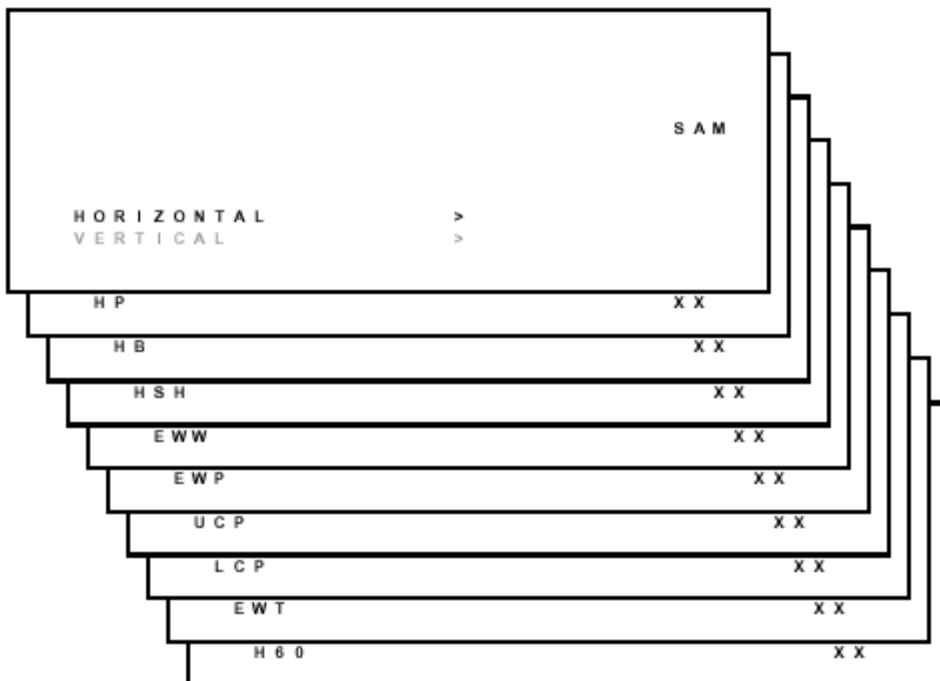 SAM
HORIZONTAL >
VERTICAL >
HP XX
HB XX
HSH XX
EWW XX
EWP XX
UCP XX
LCP XX
EWT XX
H60 XX